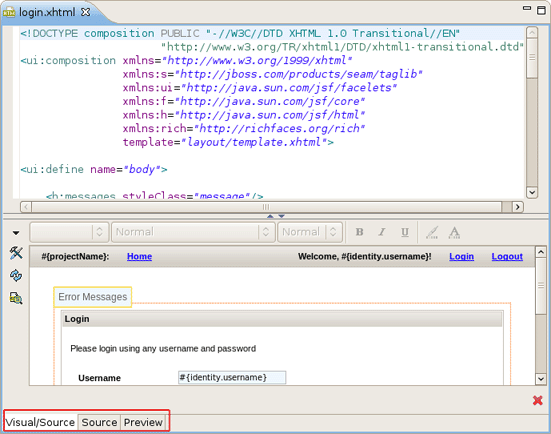 login.xhtml
<!DOCTYPE composition PUBLIC "-//W3C//DTD XHTML 1.0 Transitional//EN"
"http://www.w3.org/TR/xhtml1/DTD/xhtml1-transitional.dtd"
<ui:composition xmlns="http://www.w3.org/1999/xhtml"
xmlns:s="http://jboss.com/products/seam/taglib"
xmlns:ui="http://java.sun.com/jsf/facelets"
xmlns:f="http://java.sun.com/jsf/core"
xmlns:h="http://java.sun.com/jsf/html"
xmlns:rich="http://richfaces.org/rich"
template="layout/template.xhtml">
<ui:define name="body">
<h:messages styleClass="message"/>
Normal Normal B I U A
#{projectName}: Home Welcome, #{identity.username}! Login Logout
Error Messages
Login
Please login using any username and password
Username #{identity.username}
Visual/Source Source Preview